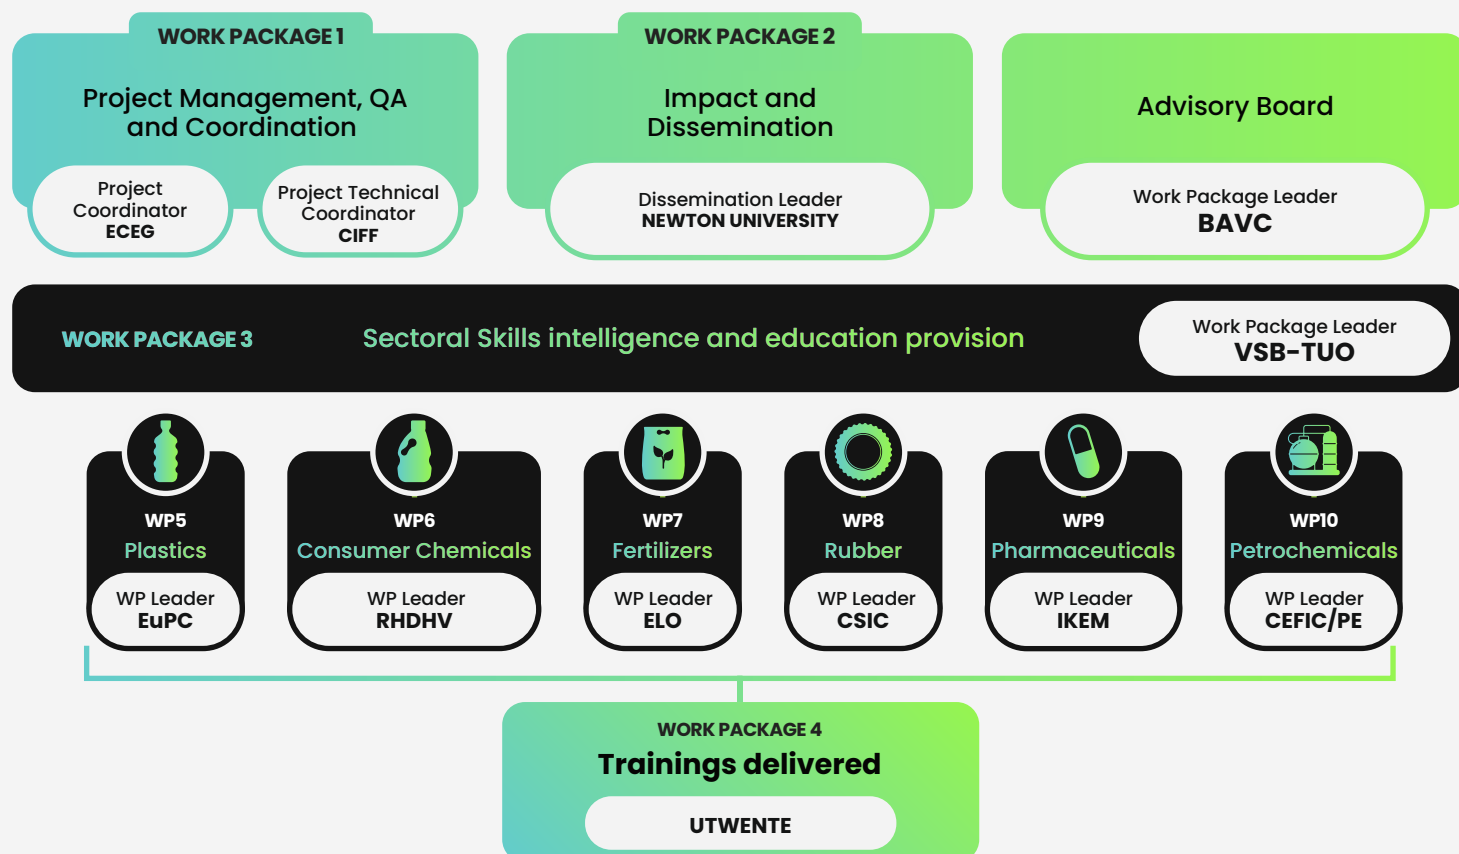 WORK PACKAGE 1
Project Management, QA
and Coordination
Project
Coordinator
ECEG
Project Technical
Coordinator
CIFF
WORK PACKAGE 2
Impact and
Dissemination
Dissemination Leader
NEWTON UNIVERSITY
Advisory Board
Work Package Leader
BAVC
WORK PACKAGE 3
Sectoral Skills intelligence and education provision
Work Package Leader
VSB-TUO
WP5
Plastics
WP Leader
EuPC
WP6
Consumer Chemicals
WP Leader
RHDHV
WP7
Fertilizers
WP Leader
ELO
WP8
Rubber
WP Leader
CSIC
WP9
Pharmaceuticals
WP Leader
IKEM
WP10
Petrochemicals
WP Leader
CEFIC/PE
WORK PACKAGE 4
Trainings delivered
UTWENTE